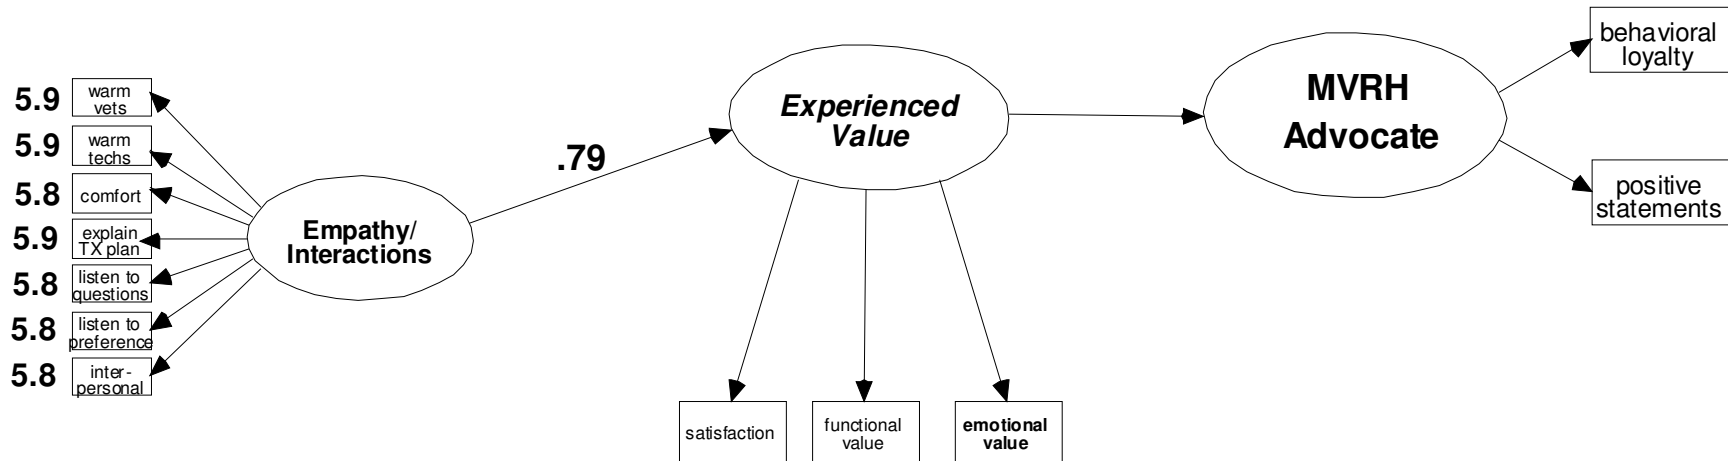 5.9
warm
vets
5.9
warm
techs
5.8
comfort
5.9
explain
TX plan
5.8
listen to
questions
5.8
listen to
preference
5.8
inter-
personal
Empathy/
Interactions
.79
Experienced
Value
satisfaction
functional
value
emotional
value
MVRH
Advocate
behavioral
loyalty
positive
statements